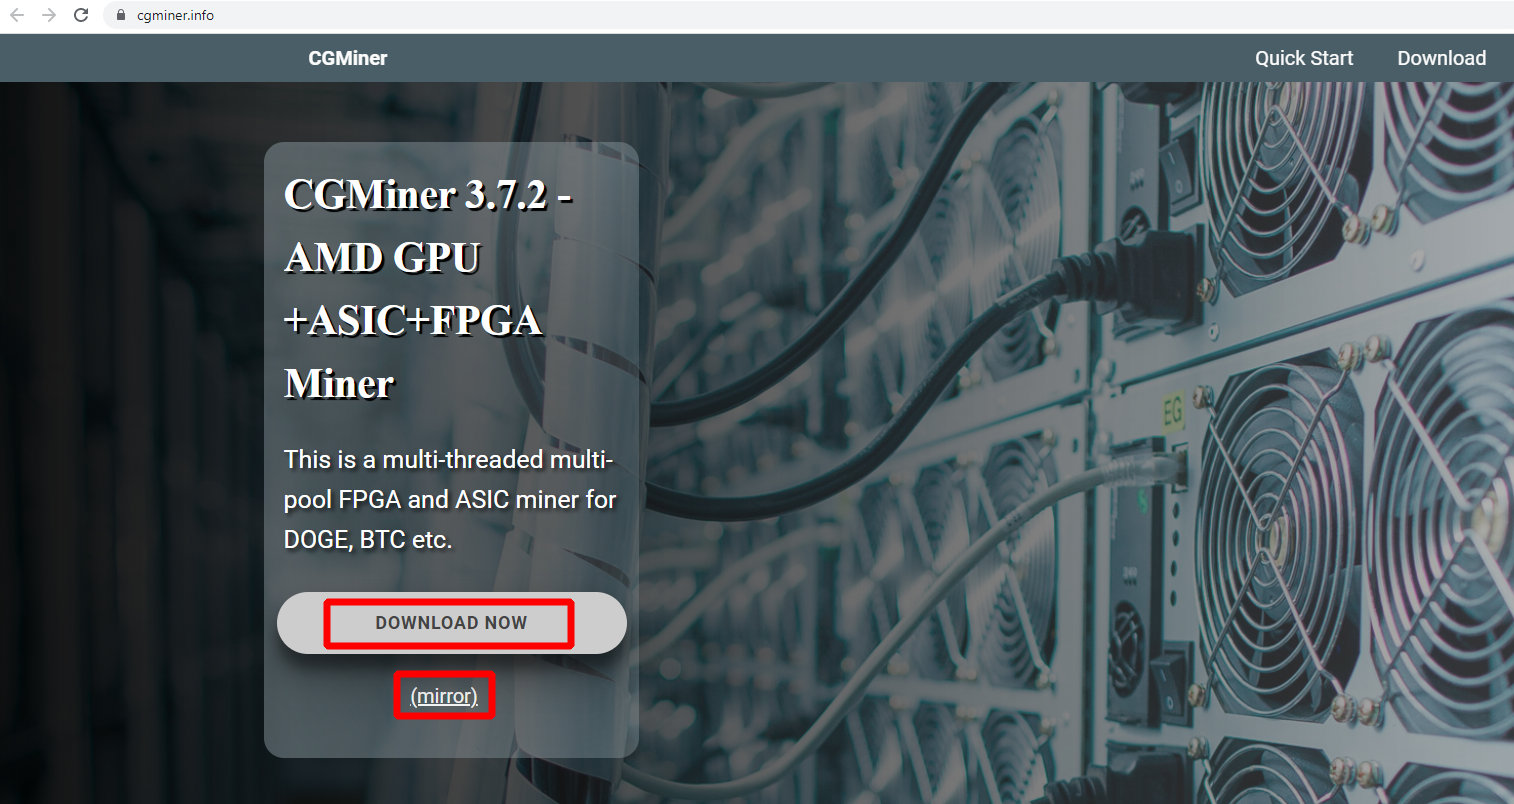 cgminer.info
CGMiner
Quick Start
Download
CGMiner 3.7.2 -
AMD GPU
+ASIC+FPGA
Miner
This is a multi-threaded multi-
pool FPGA and ASIC miner for
DOGE, BTC etc.
DOWNLOAD NOW
(mirror)
EG